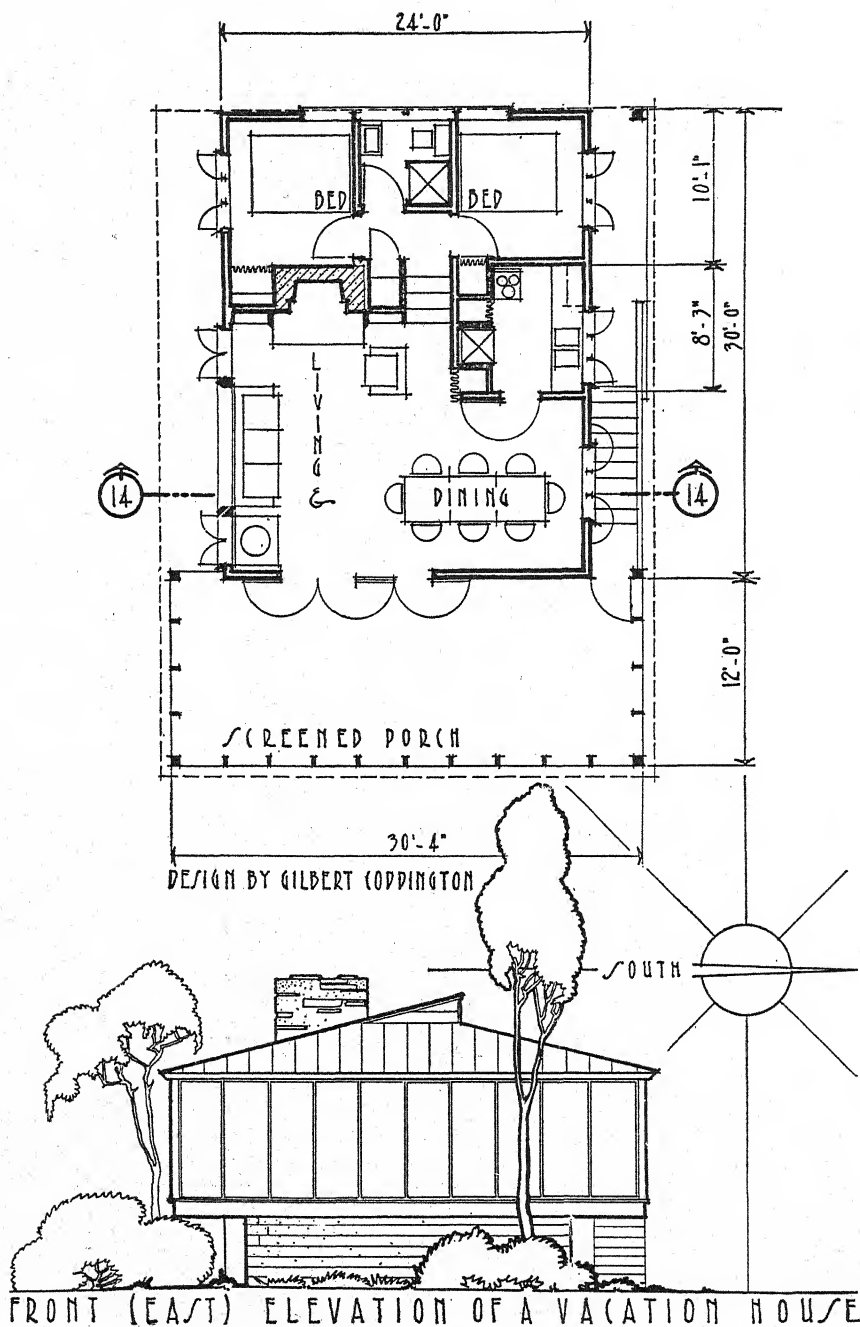 24'-0"
BED
BED
10'-1"
8'-3"
30'-0"
LIVING &
DINING
14
14
12'-0"
SCREENED PORCH
30'-4"
DESIGN BY GILBERT CODDINGTON
SOUTH
FRONT (EAST) ELEVATION OF A VACATION HOUSE